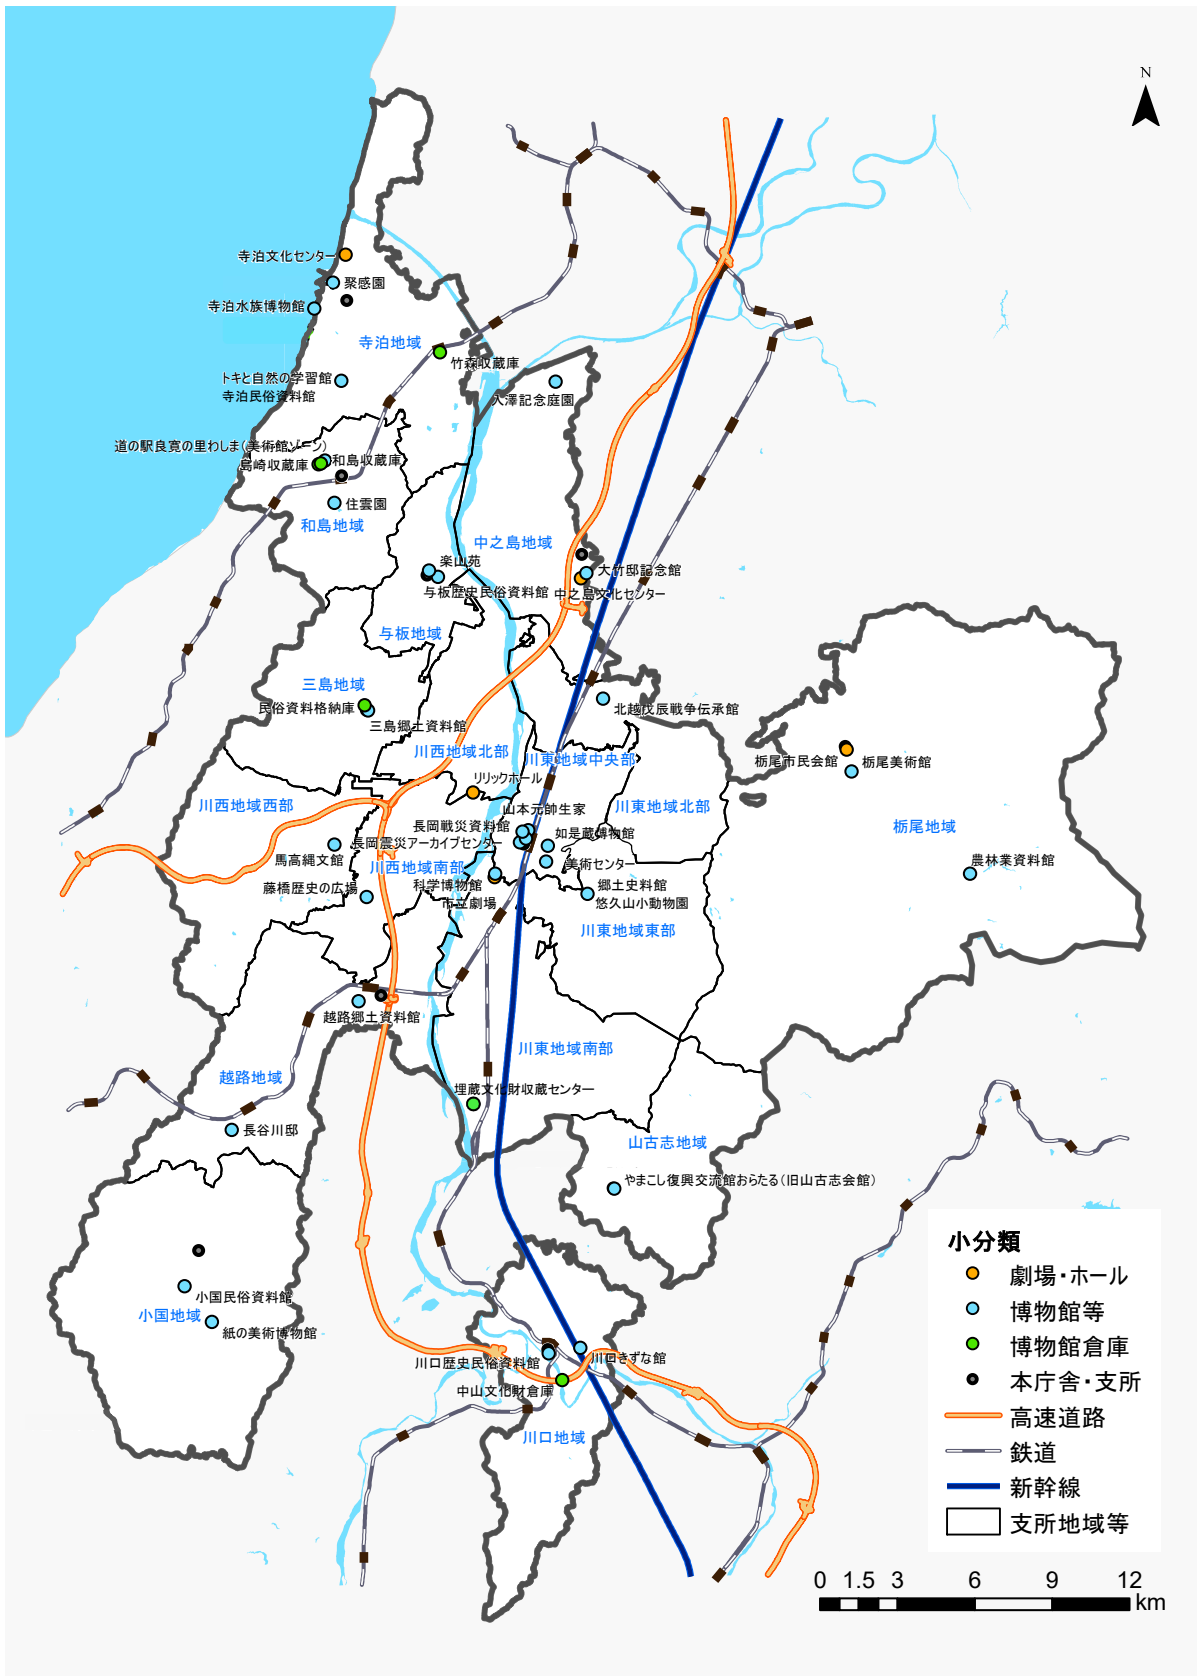 N
寺泊文化センター
聚感園
寺泊水族博物館
寺泊地域
竹森収蔵庫
トキと自然の学習館
寺泊民俗資料館
入澤記念庭園
道の駅良寛の里わしま(美術館ゾーン)
島崎収蔵庫
和島収蔵庫
住雲園
和島地域
中之島地域
楽山苑
大竹邸記念館
与板歴史民俗資料館
中之島文化センター
与板地域
三島地域
民俗資料格納庫
三島郷土資料館
北越戊辰戦争伝承館
川西地域北部
川東地域中央部
栃尾市民会館
栃尾美術館
リリックホール
川西地域西部
山本元帥生家
川東地域北部
長岡戦災資料館
如是蔵博物館
栃尾地域
長岡震災アーカイブセンター
馬高縄文館
川西地域南部
美術センター
農林業資料館
藤橋歴史の広場
科学博物館
郷土史料館
市立劇場
悠久山小動物園
川東地域東部
越路郷土資料館
川東地域南部
越路地域
埋蔵文化財収蔵センター
長谷川邸
山古志地域
やまこし復興交流館おらたる(旧山古志会館)
小国民俗資料館
小国地域
紙の美術博物館
川口歴史民俗資料館
川口きずな館
中山文化財倉庫
川口地域
小分類
劇場・ホール
博物館等
博物館倉庫
本庁舎・支所
高速道路
鉄道
新幹線
支所地域等
0 1.5 3 6 9 12
km